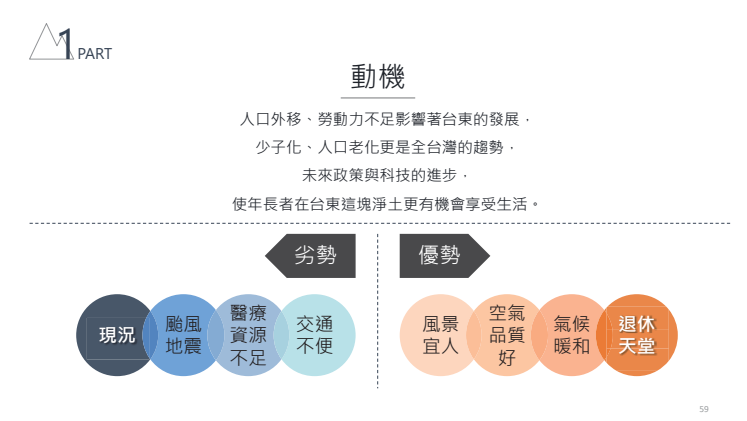 1 PART
動機
人口外移、勞動力不足影響著台東的發展，
少子化、人口老化更是全台灣的趨勢，
未來政策與科技的進步，
使年長者在台東這塊淨土更有機會享受生活。
劣勢
優勢
現況
颱風
地震
醫療
資源
不足
交通
不便
風景
宜人
空氣
品質
好
氣候
暖和
退休
天堂
59